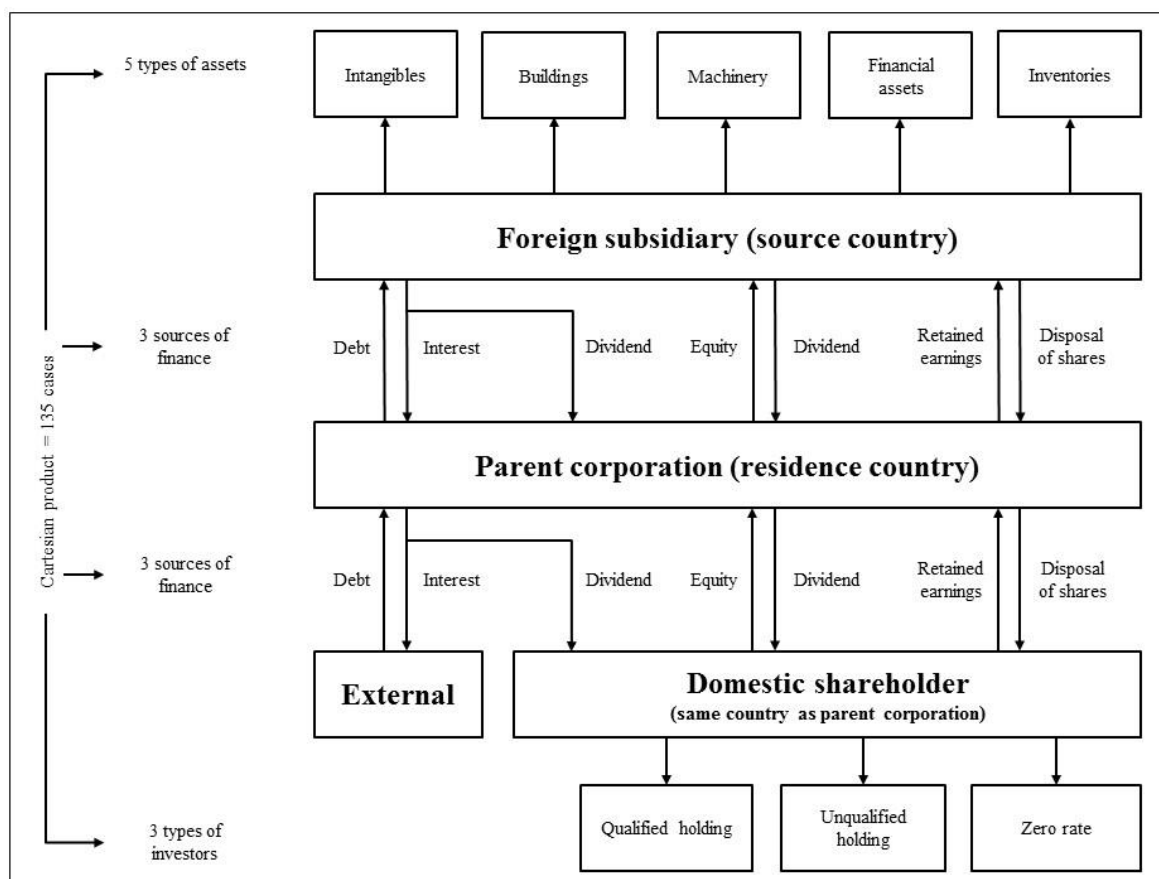 5 types of assets
Intangibles
Buildings
Machinery
Financial
assets
Inventories
Foreign subsidiary (source country)
3 sources of
finance
Debt
Interest
Dividend
Equity
Dividend
Retained
earnings
Disposal
of shares
Cartesian product = 135 cases
Parent corporation (residence country)
3 sources of
finance
Debt
Interest
Dividend
Equity
Dividend
Retained
earnings
Disposal
of shares
External
Domestic shareholder
(same country as parent corporation)
3 types of
investors
Qualified holding
Unqualified
holding
Zero rate